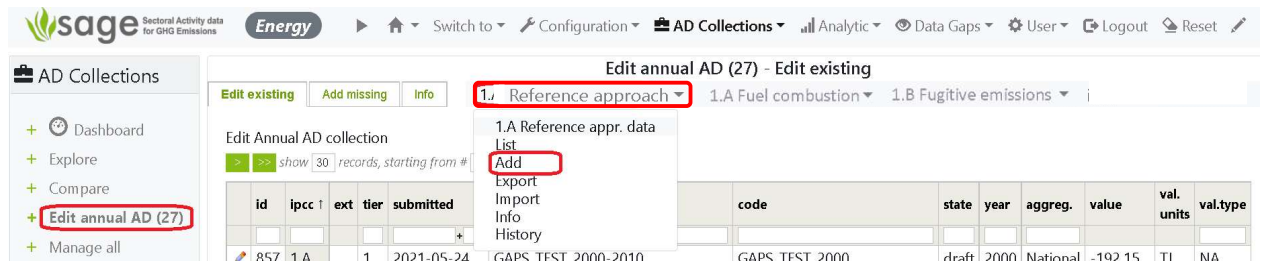 sage Sectoral Activity data for GHG Emissions Energy Switch to Configuration AD Collections Analytic Data Gaps User Logout Reset
AD Collections
Edit annual AD (27) - Edit existing
Edit existing Add missing Info 1. Reference approach 1.A Fuel combustion 1.B Fugitive emissions
+ Dashboard
+ Explore
+ Compare
+ Edit annual AD (27)
+ Manage all
Edit Annual AD collection
> >> show 30 records, starting from #
1.A Reference appr. data
List
Add
Export
Import
Info
History
id ipcc ↑ ext tier submitted code state year aggreg. value val. units val.type
+
857 1.A 1 2021-05-24 GAPS_TEST_2000-2010 GAPS_TEST_2000 draft 2000 National -192.15 TJ NA